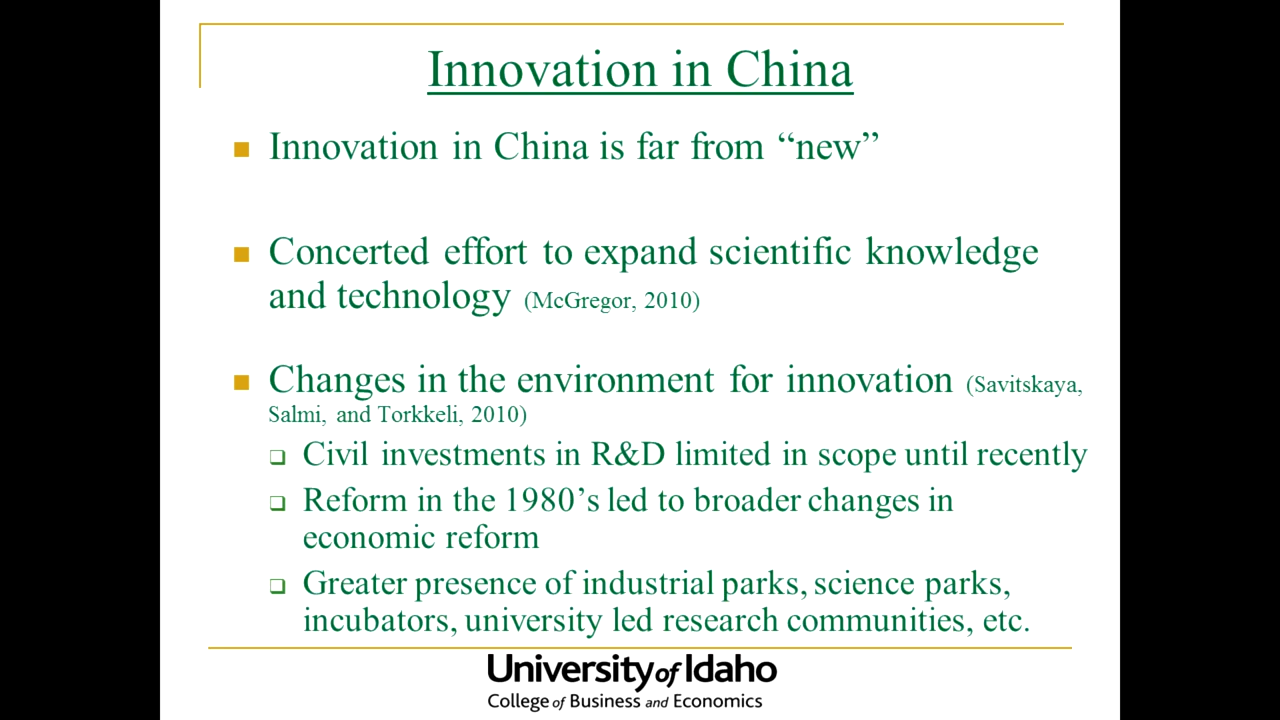 Innovation in China
Innovation in China is far from “new”
Concerted effort to expand scientific knowledge
and technology (McGregor, 2010)
Changes in the environment for innovation (Savitskaya,
Salmi, and Torkkeli, 2010)
Civil investments in R&D limited in scope until recently
Reform in the 1980’s led to broader changes in
economic reform
Greater presence of industrial parks, science parks,
incubators, university led research communities, etc.
University of Idaho
College of Business and Economics